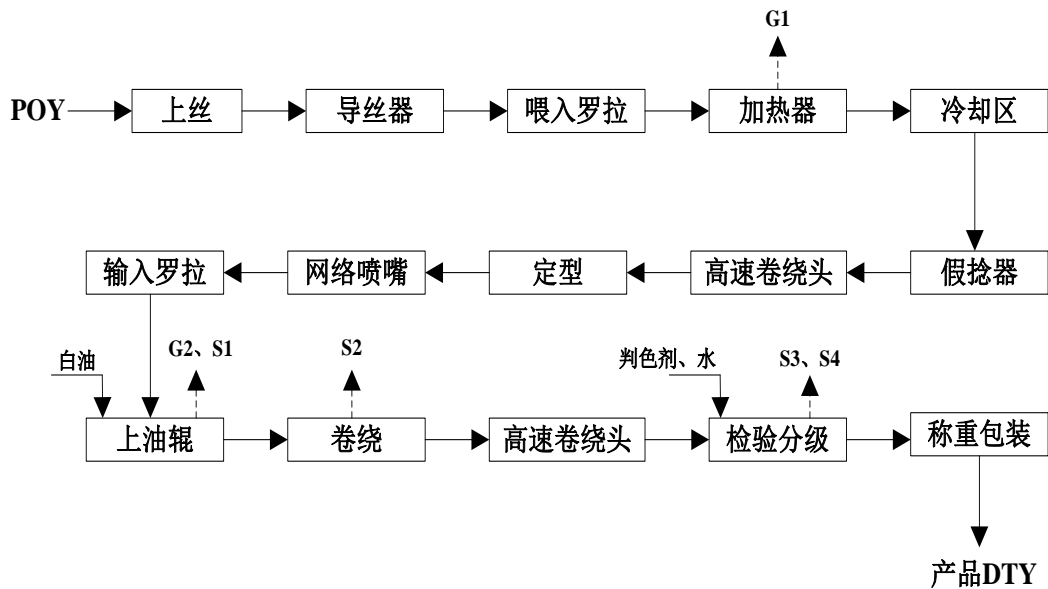 G1
POY
上丝
导丝器
喂入罗拉
加热器
冷却区
输入罗拉
网络喷嘴
定型
高速卷绕头
假捻器
白油
G2、S1
S2
判色剂、水
S3、S4
上油辊
卷绕
高速卷绕头
检验分级
称重包装
产品DTY